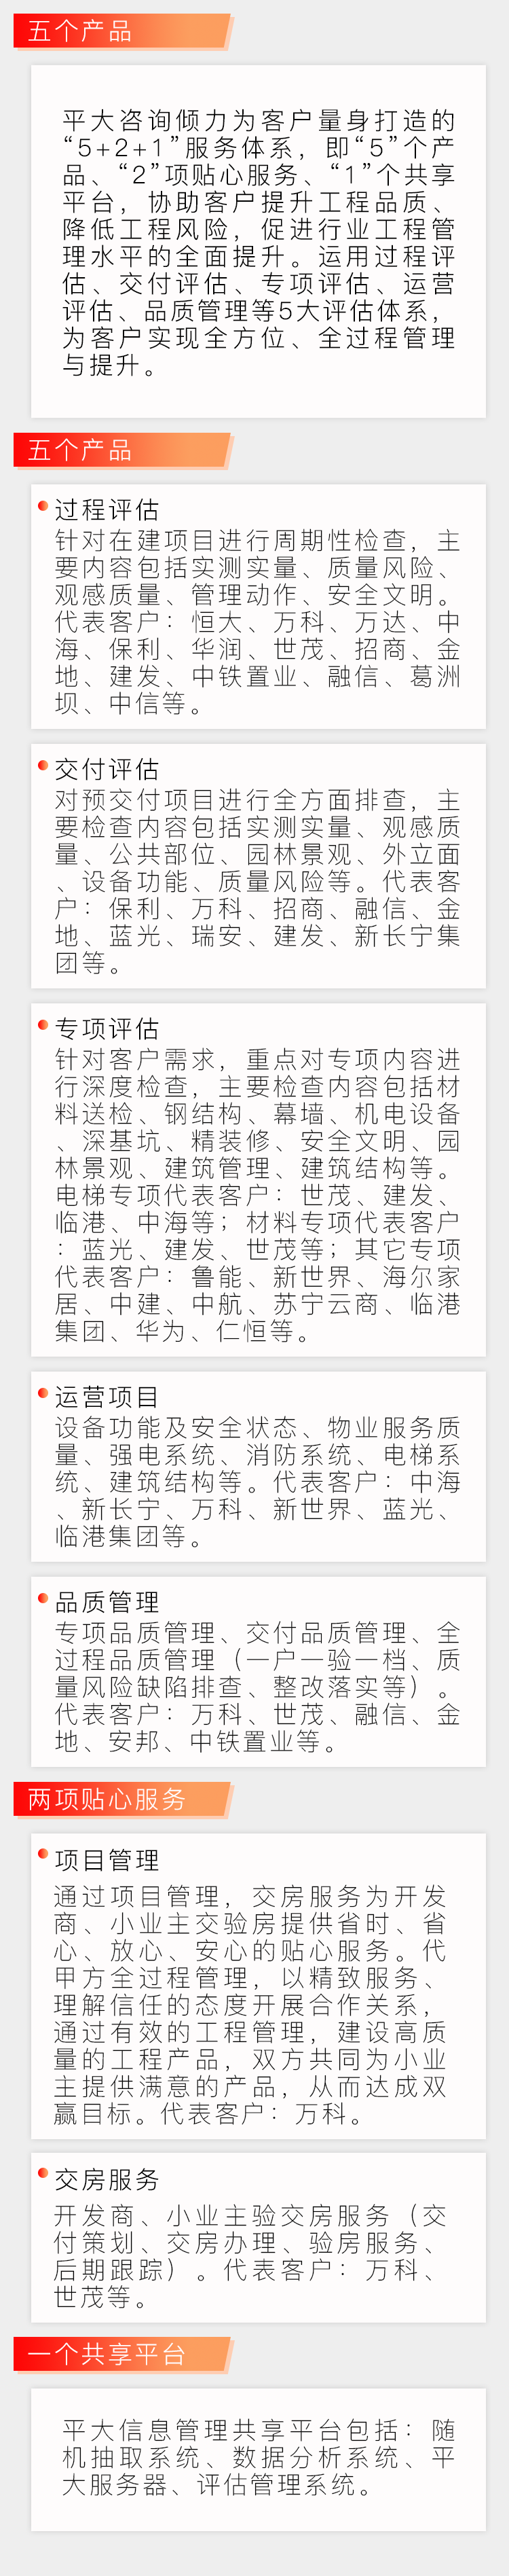 五个产品
平大咨询倾力为客户量身打造的
“5+2+1”服务体系，即“5”个产
品、“2”项贴心服务、“1”个共享
平台，协助客户提升工程品质、
降低工程风险，促进行业工程管
理水平的全面提升。运用过程评
估、交付评估、专项评估、运营
评估、品质管理等5大评估体系，
为客户实现全方位、全过程管理
与提升。
五个产品
过程评估
针对在建项目进行周期性检查，主
要内容包括实测实量、质量风险、
观感质量、管理动作、安全文明。
代表客户：恒大、万科、万达、中
海、保利、华润、世茂、招商、金
地、建发、中铁置业、融信、葛洲
坝、中信等。
交付评估
对预交付项目进行全方面排查，主
要检查内容包括实测实量、观感质
量、公共部位、园林景观、外立面
、设备功能、质量风险等。代表客
户：保利、万科、招商、融信、金
地、蓝光、瑞安、建发、新长宁集
团等。
专项评估
针对客户需求，重点对专项内容进
行深度检查，主要检查内容包括材
料送检、钢结构、幕墙、机电设备
、深基坑、精装修、安全文明、园
林景观、建筑管理、建筑结构等。
电梯专项代表客户：世茂、建发、
临港、中海等；材料专项代表客户
：蓝光、建发、世茂等；其它专项
代表客户：鲁能、新世界、海尔家
居、中建、中航、苏宁云商、临港
集团、华为、仁恒等。
运营项目
设备功能及安全状态、物业服务质
量、强电系统、消防系统、电梯系
统、建筑结构等。代表客户：中海
、新长宁、万科、新世界、蓝光、
临港集团等。
品质管理
专项品质管理、交付品质管理、全
过程品质管理（一户一验一档、质
量风险缺陷排查、整改落实等）。
代表客户：万科、世茂、融信、金
地、安邦、中铁置业等。
两项贴心服务
项目管理
通过项目管理，交房服务为开发
商、小业主交验房提供省时、省
心、放心、安心的贴心服务。代
甲方全过程管理，以精致服务、
理解信任的态度开展合作关系，
通过有效的工程管理，建设高质
量的工程产品，双方共同为小业
主提供满意的产品，从而达成双
赢目标。代表客户：万科。
交房服务
开发商、小业主验交房服务（交
付策划、交房办理、验房服务、
后期跟踪）。代表客户：万科、
世茂等。
一个共享平台
平大信息管理共享平台包括：随
机抽取系统、数据分析系统、平
大服务器、评估管理系统。